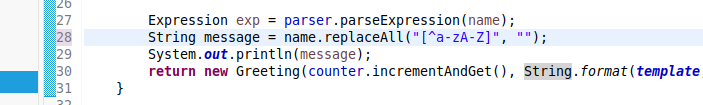 26
27 Expression exp = parser.parseExpression(name);
28 String message = name.replaceAll("[^a-zA-Z]", "");
29 System.out.println(message);
30 return new Greeting(counter.incrementAndGet(), String.format(template,
31 }
32